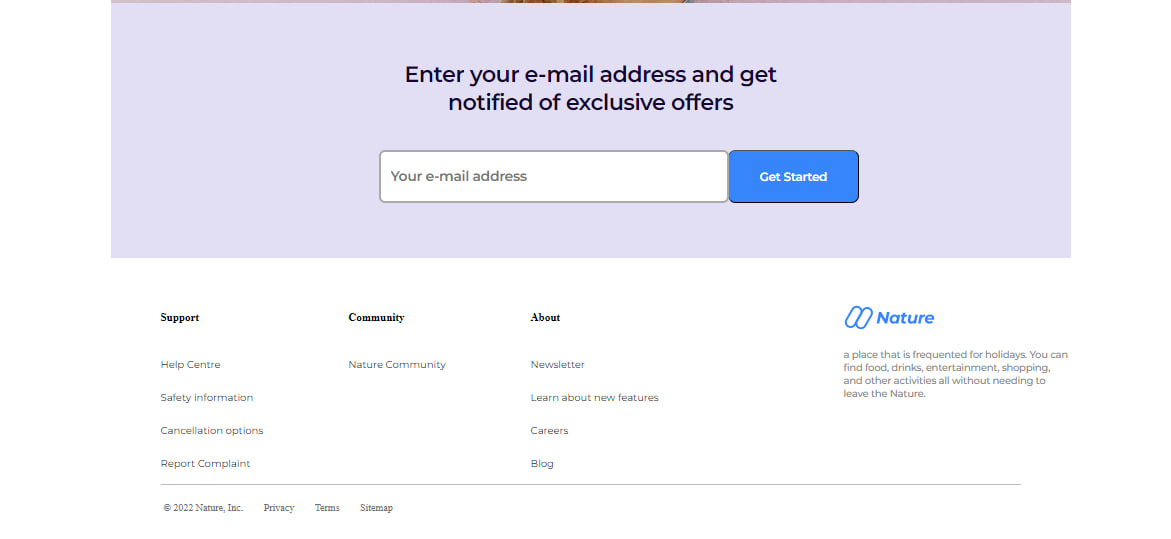 Enter your e-mail address and get
notified of exclusive offers
Your e-mail address
Get Started
Support
Help Centre
Safety information
Cancellation options
Report Complaint
Community
Nature Community
About
Newsletter
Learn about new features
Careers
Blog
Nature
a place that is frequented for holidays. You can
find food, drinks, entertainment, shopping,
and other activities all without needing to
leave the Nature.
© 2022 Nature, Inc.
Privacy
Terms
Sitemap